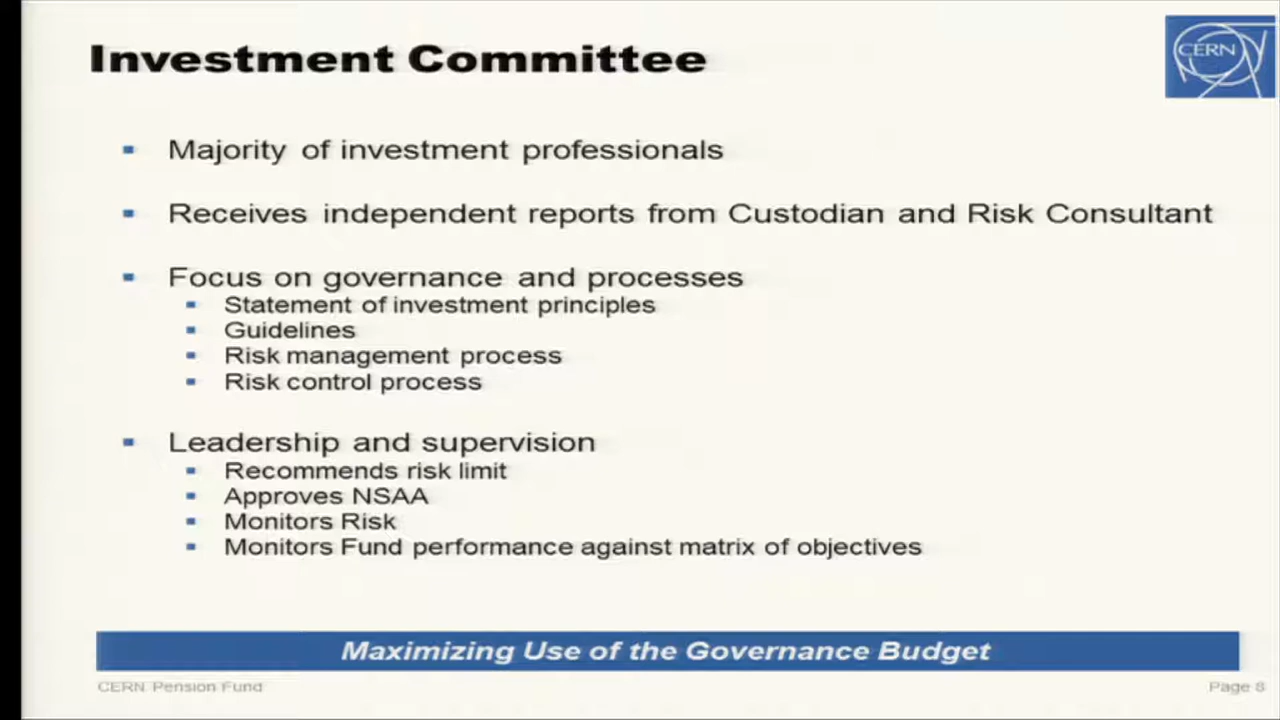 Investment Committee
CERN
Majority of investment professionals
Receives independent reports from Custodian and Risk Consultant
Focus on governance and processes
Statement of investment principles
Guidelines
Risk management process
Risk control process
Leadership and supervision
Recommends risk limit
Approves NSAA
Monitors Risk
Monitors Fund performance against matrix of objectives
Maximizing Use of the Governance Budget
CERN Pension Fund
Page 8